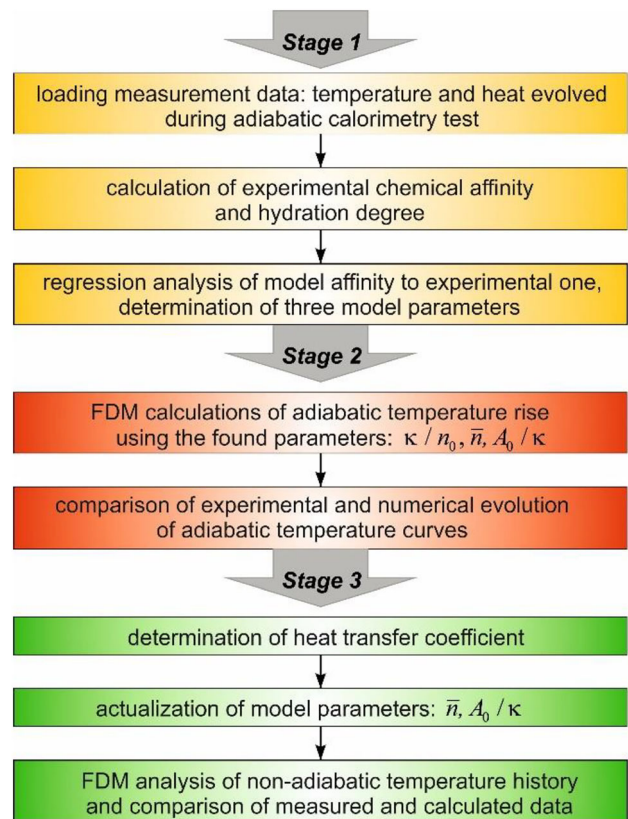 Stage 1
loading measurement data: temperature and heat evolved
during adiabatic calorimetry test
calculation of experimental chemical affinity
and hydration degree
regression analysis of model affinity to experimental one,
determination of three model parameters
Stage 2
FDM calculations of adiabatic temperature rise
using the found parameters: κ / n₀, n̄, A₀ / κ
comparison of experimental and numerical evolution
of adiabatic temperature curves
Stage 3
determination of heat transfer coefficient
actualization of model parameters: n̄, A₀ / κ
FDM analysis of non-adiabatic temperature history
and comparison of measured and calculated data